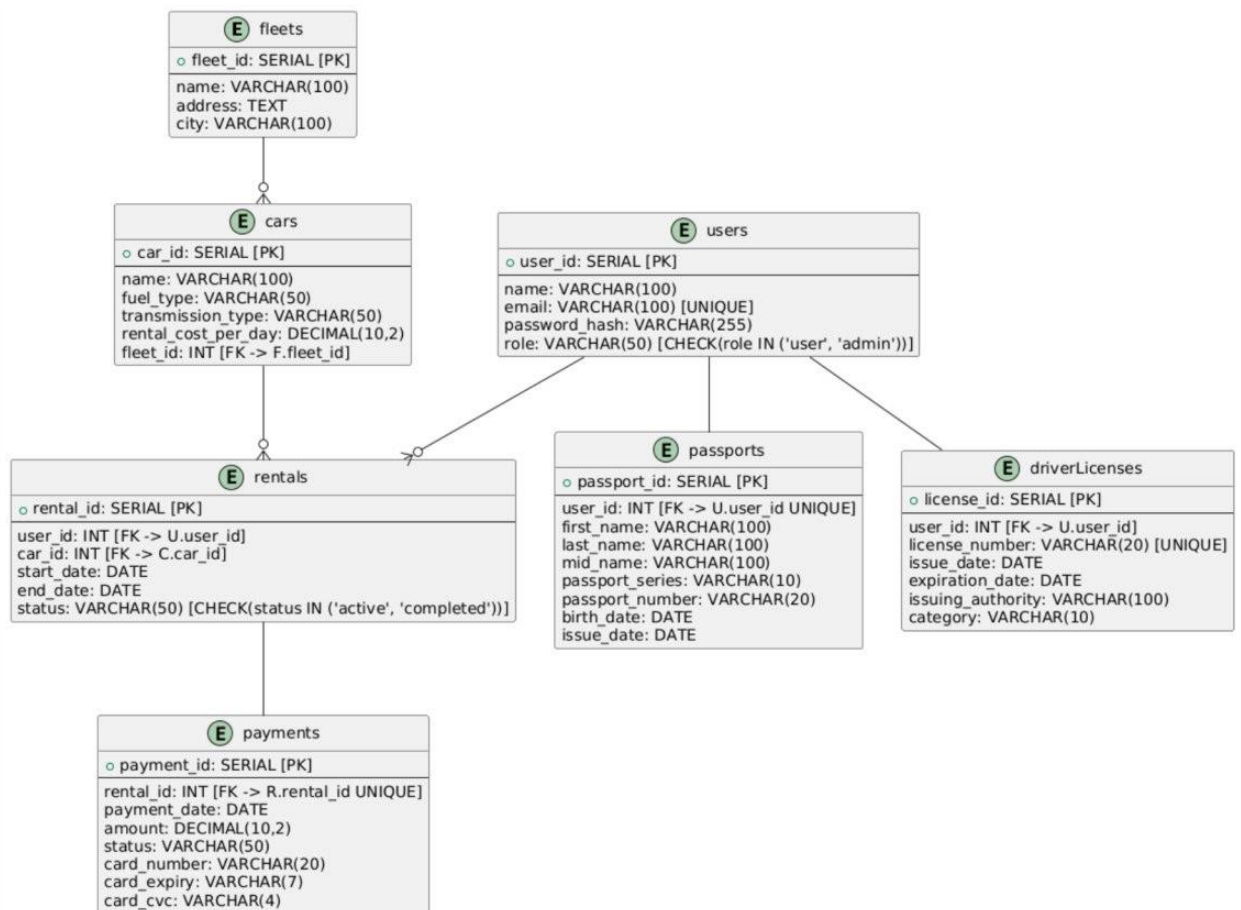 E fleets
fleet_id: SERIAL [PK]
name: VARCHAR(100)
address: TEXT
city: VARCHAR(100)
E cars
car_id: SERIAL [PK]
name: VARCHAR(100)
fuel_type: VARCHAR(50)
transmission_type: VARCHAR(50)
rental_cost_per_day: DECIMAL(10,2)
fleet_id: INT [FK -> F.fleet_id]
E users
user_id: SERIAL [PK]
name: VARCHAR(100)
email: VARCHAR(100) [UNIQUE]
password_hash: VARCHAR(255)
role: VARCHAR(50) [CHECK(role IN ('user', 'admin'))]
E rentals
rental_id: SERIAL [PK]
user_id: INT [FK -> U.user_id]
car_id: INT [FK -> C.car_id]
start_date: DATE
end_date: DATE
status: VARCHAR(50) [CHECK(status IN ('active', 'completed'))]
E passports
passport_id: SERIAL [PK]
user_id: INT [FK -> U.user_id UNIQUE]
first_name: VARCHAR(100)
last_name: VARCHAR(100)
mid_name: VARCHAR(100)
passport_series: VARCHAR(10)
passport_number: VARCHAR(20)
birth_date: DATE
issue_date: DATE
E driverLicenses
license_id: SERIAL [PK]
user_id: INT [FK -> U.user_id]
license_number: VARCHAR(20) [UNIQUE]
issue_date: DATE
expiration_date: DATE
issuing_authority: VARCHAR(100)
category: VARCHAR(10)
E payments
payment_id: SERIAL [PK]
rental_id: INT [FK -> R.rental_id UNIQUE]
payment_date: DATE
amount: DECIMAL(10,2)
status: VARCHAR(50)
card_number: VARCHAR(20)
card_expiry: VARCHAR(7)
card_cvc: VARCHAR(4)